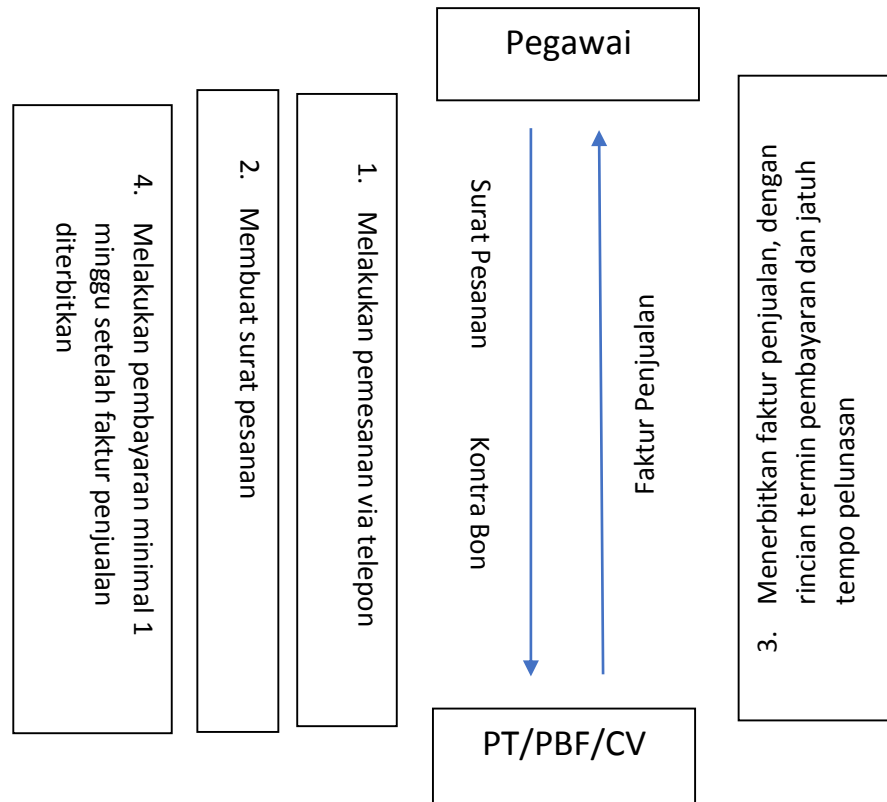 Pegawai
4. Melakukan pembayaran minimal 1
minggu setelah faktur penjualan
diterbitkan
2. Membuat surat pesanan
1. Melakukan pemesanan via telepon
Surat Pesanan
Kontra Bon
Faktur Penjualan
3. Menerbitkan faktur penjualan, dengan
rincian termin pembayaran dan jatuh
tempo pelunasan
PT/PBF/CV